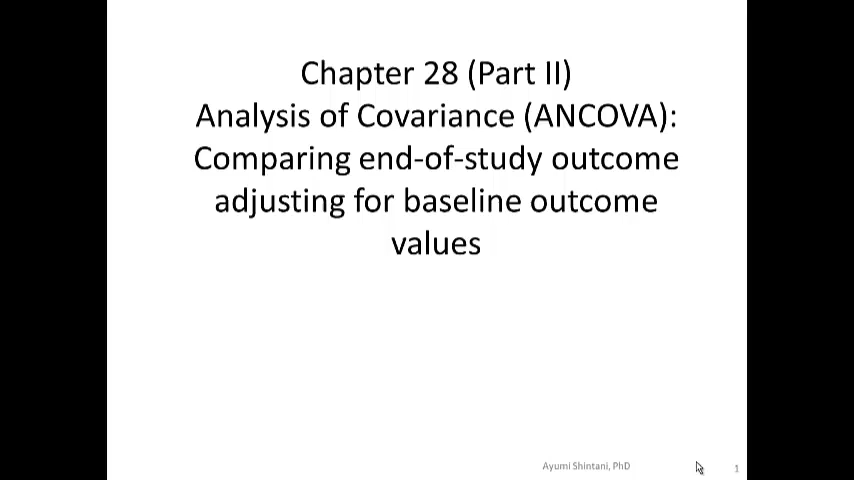 Chapter 28 (Part II)
Analysis of Covariance (ANCOVA):
Comparing end-of-study outcome
adjusting for baseline outcome
values
Ayumi Shintani, PhD
1